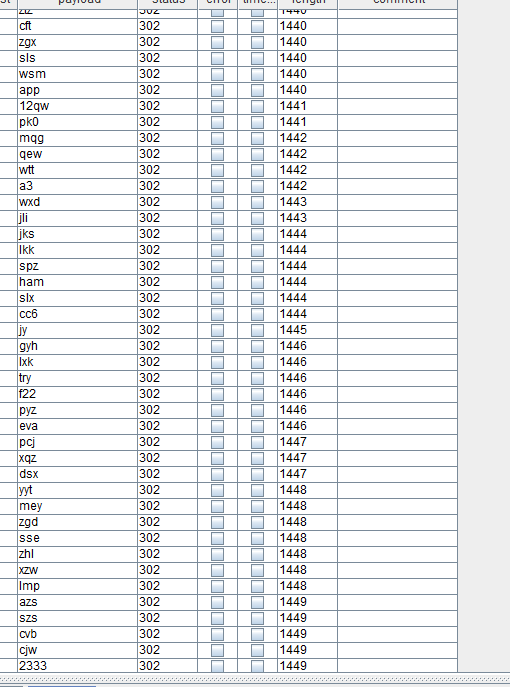 payload status error time... length comment
302 1440
cft 302 1440
zgx 302 1440
sls 302 1440
wsm 302 1440
app 302 1440
12qw 302 1441
pk0 302 1441
mqg 302 1442
qew 302 1442
wtt 302 1442
a3 302 1442
wxd 302 1443
jli 302 1443
jks 302 1444
lkk 302 1444
spz 302 1444
ham 302 1444
slx 302 1444
cc6 302 1444
jy 302 1445
gyh 302 1446
lxk 302 1446
try 302 1446
f22 302 1446
pyz 302 1446
eva 302 1446
pcj 302 1447
xqz 302 1447
dsx 302 1447
yyt 302 1448
mey 302 1448
zgd 302 1448
sse 302 1448
zhl 302 1448
xzw 302 1448
lmp 302 1448
azs 302 1449
szs 302 1449
cvb 302 1449
cjw 302 1449
2333 302 1449